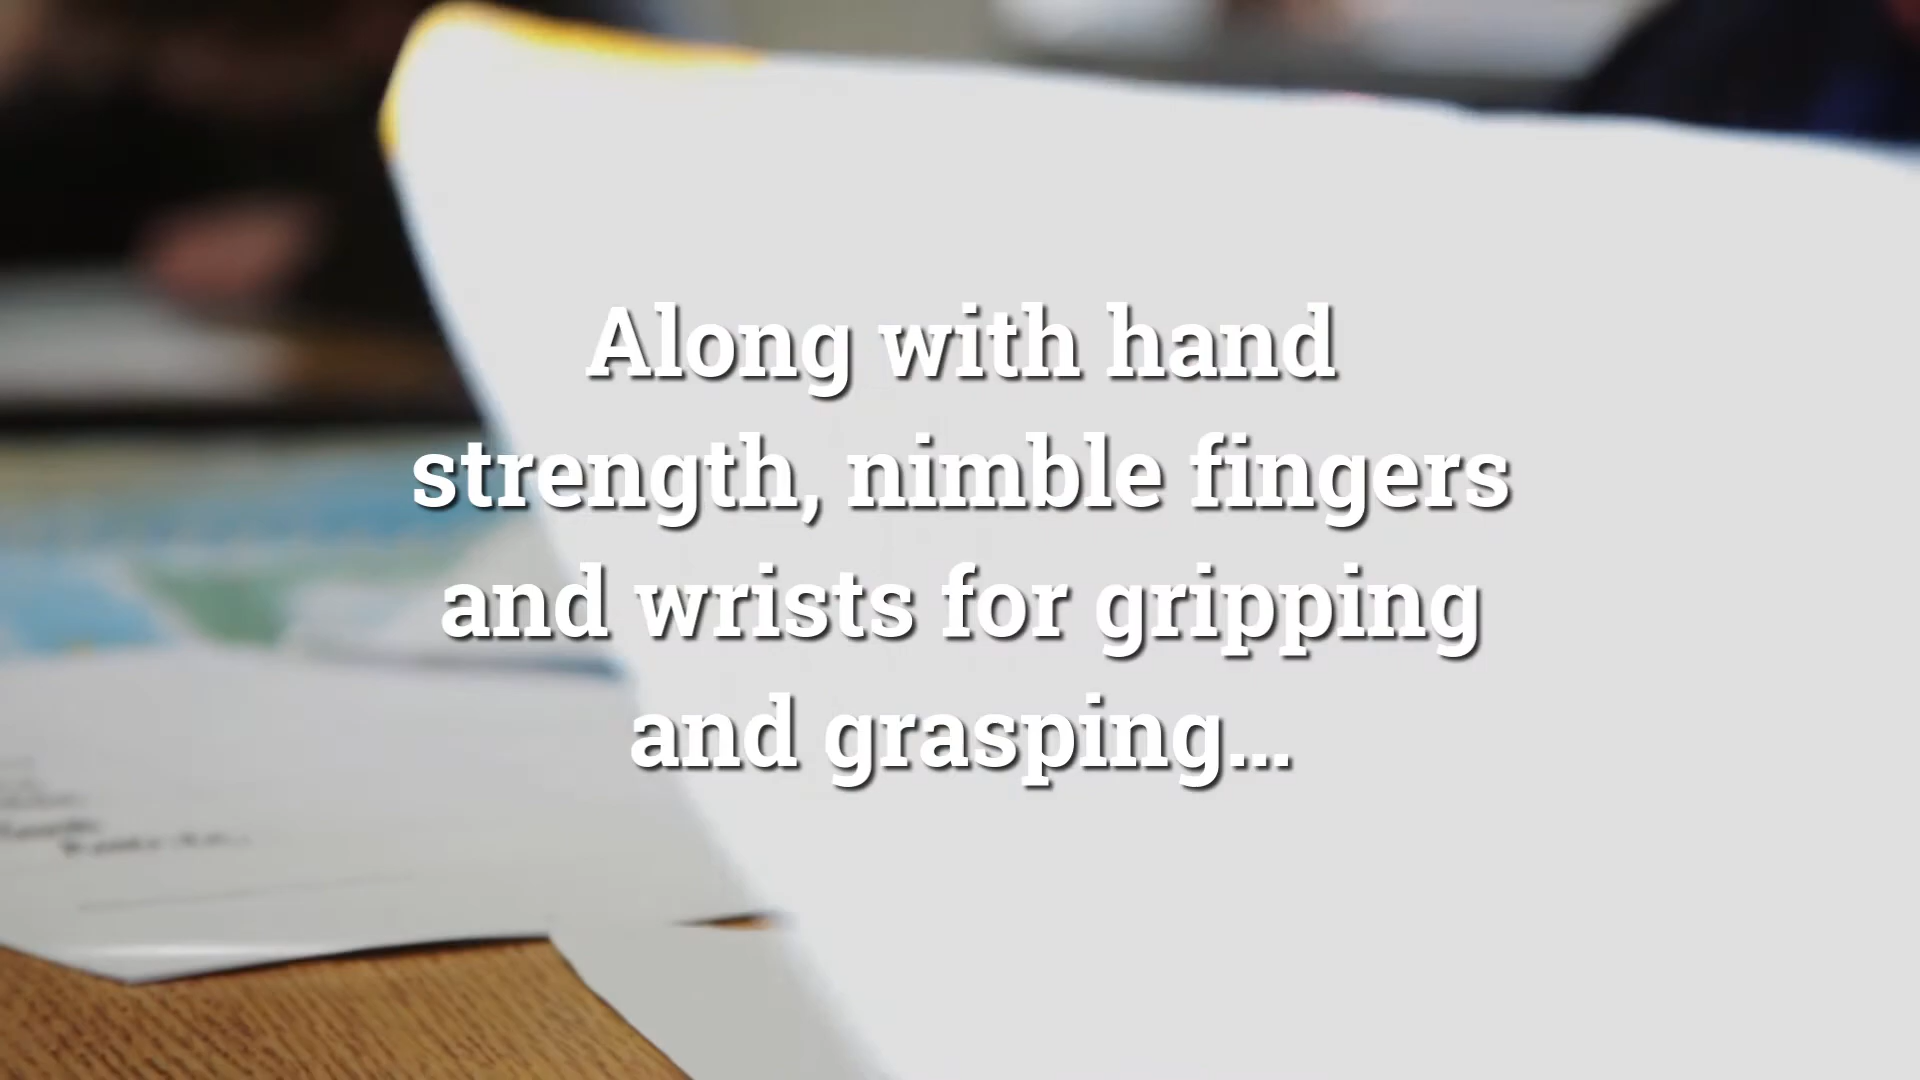 Along with hand
strength, nimble fingers
and wrists for gripping
and grasping...